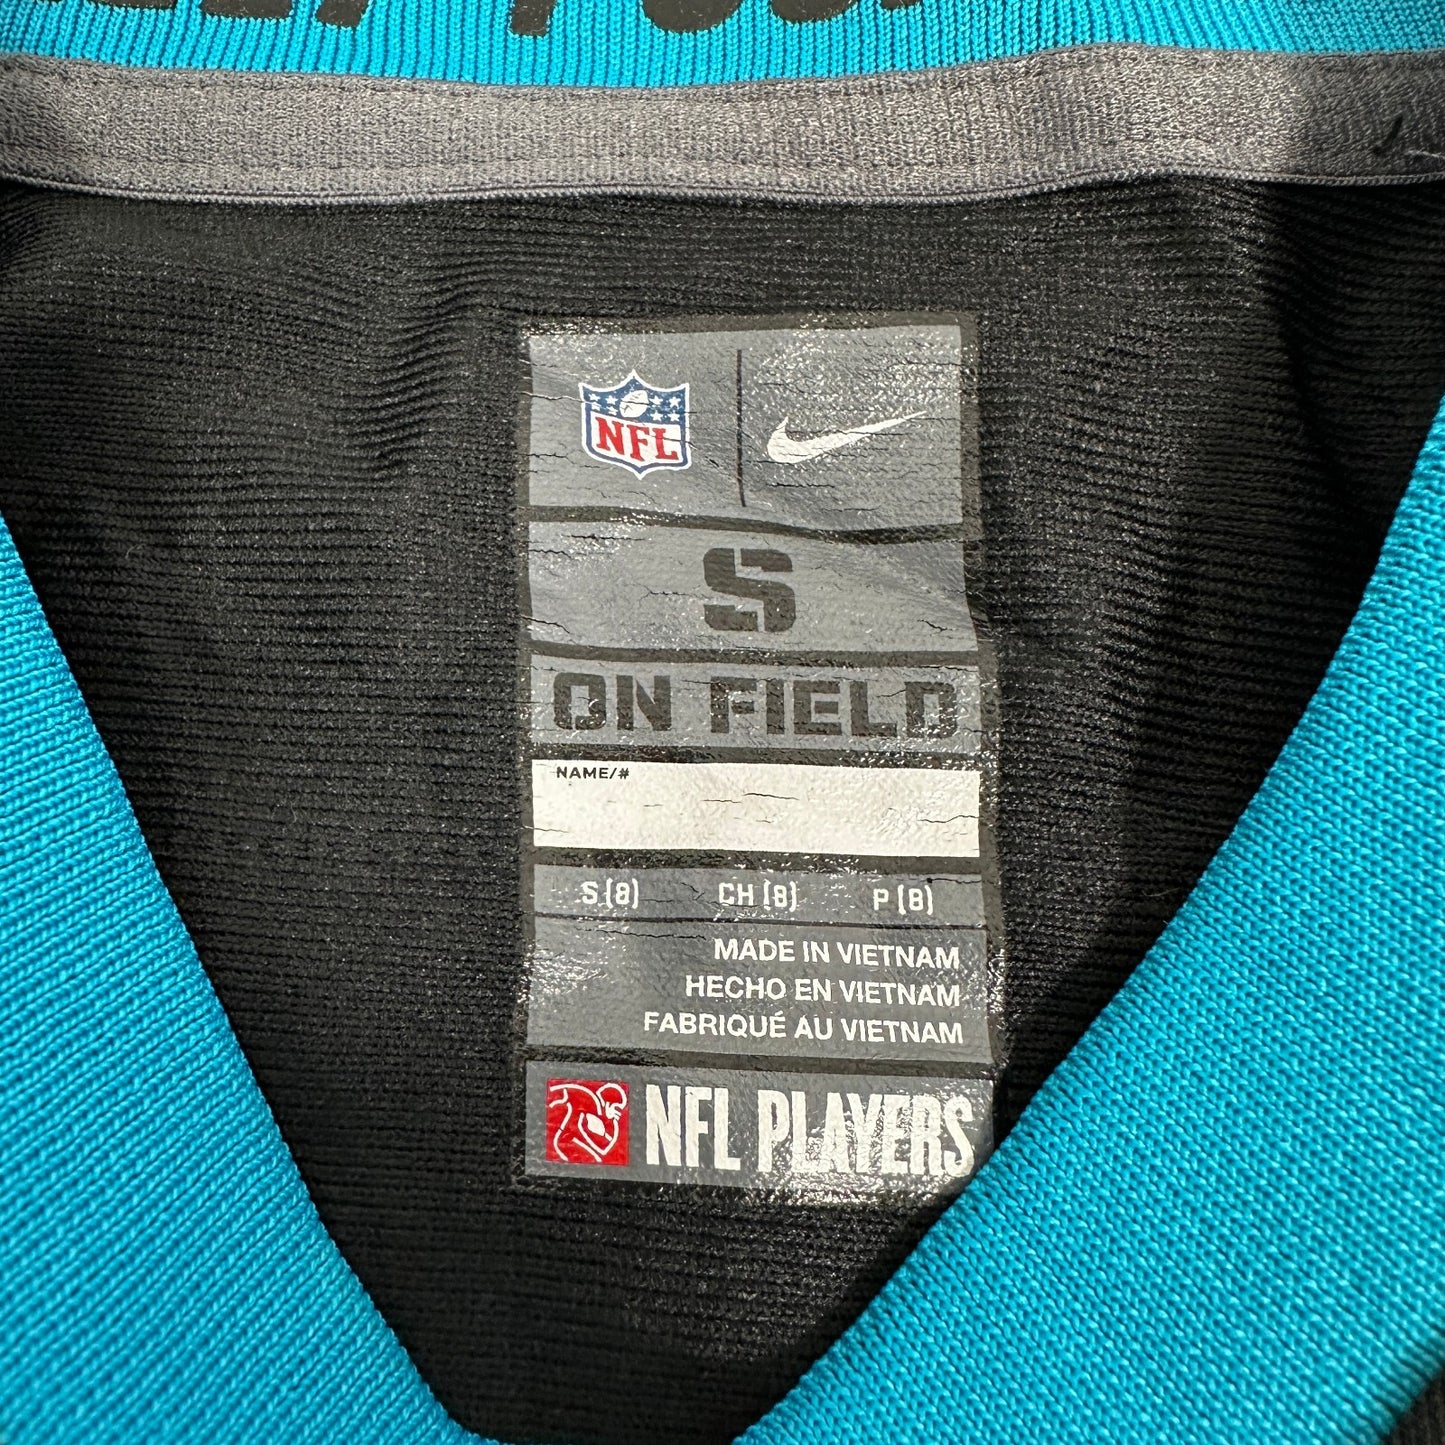 NFL
S
ON FIELD
NAME/#
S (8) CH (8) P (8)
MADE IN VIETNAM
HECHO EN VIETNAM
FABRIQUÉ AU VIETNAM
NFL PLAYERS